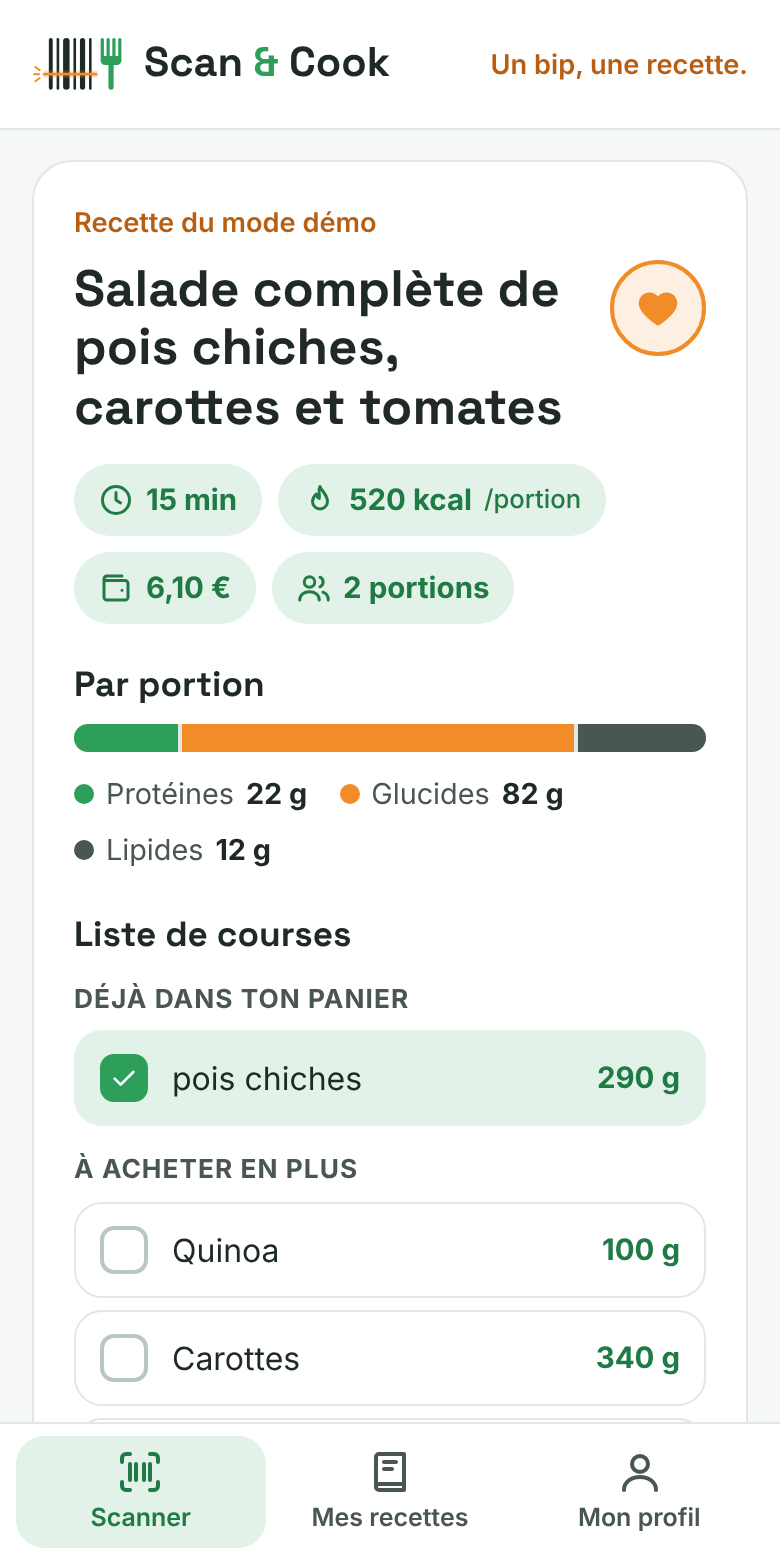 Scan & Cook
Un bip, une recette.
Recette du mode démo
Salade complète de
pois chiches,
carottes et tomates
15 min
520 kcal /portion
6,10 €
2 portions
Par portion
Protéines 22 g
Glucides 82 g
Lipides 12 g
Liste de courses
DÉJÀ DANS TON PANIER
pois chiches 290 g
À ACHETER EN PLUS
Quinoa 100 g
Carottes 340 g
Scanner
Mes recettes
Mon profil